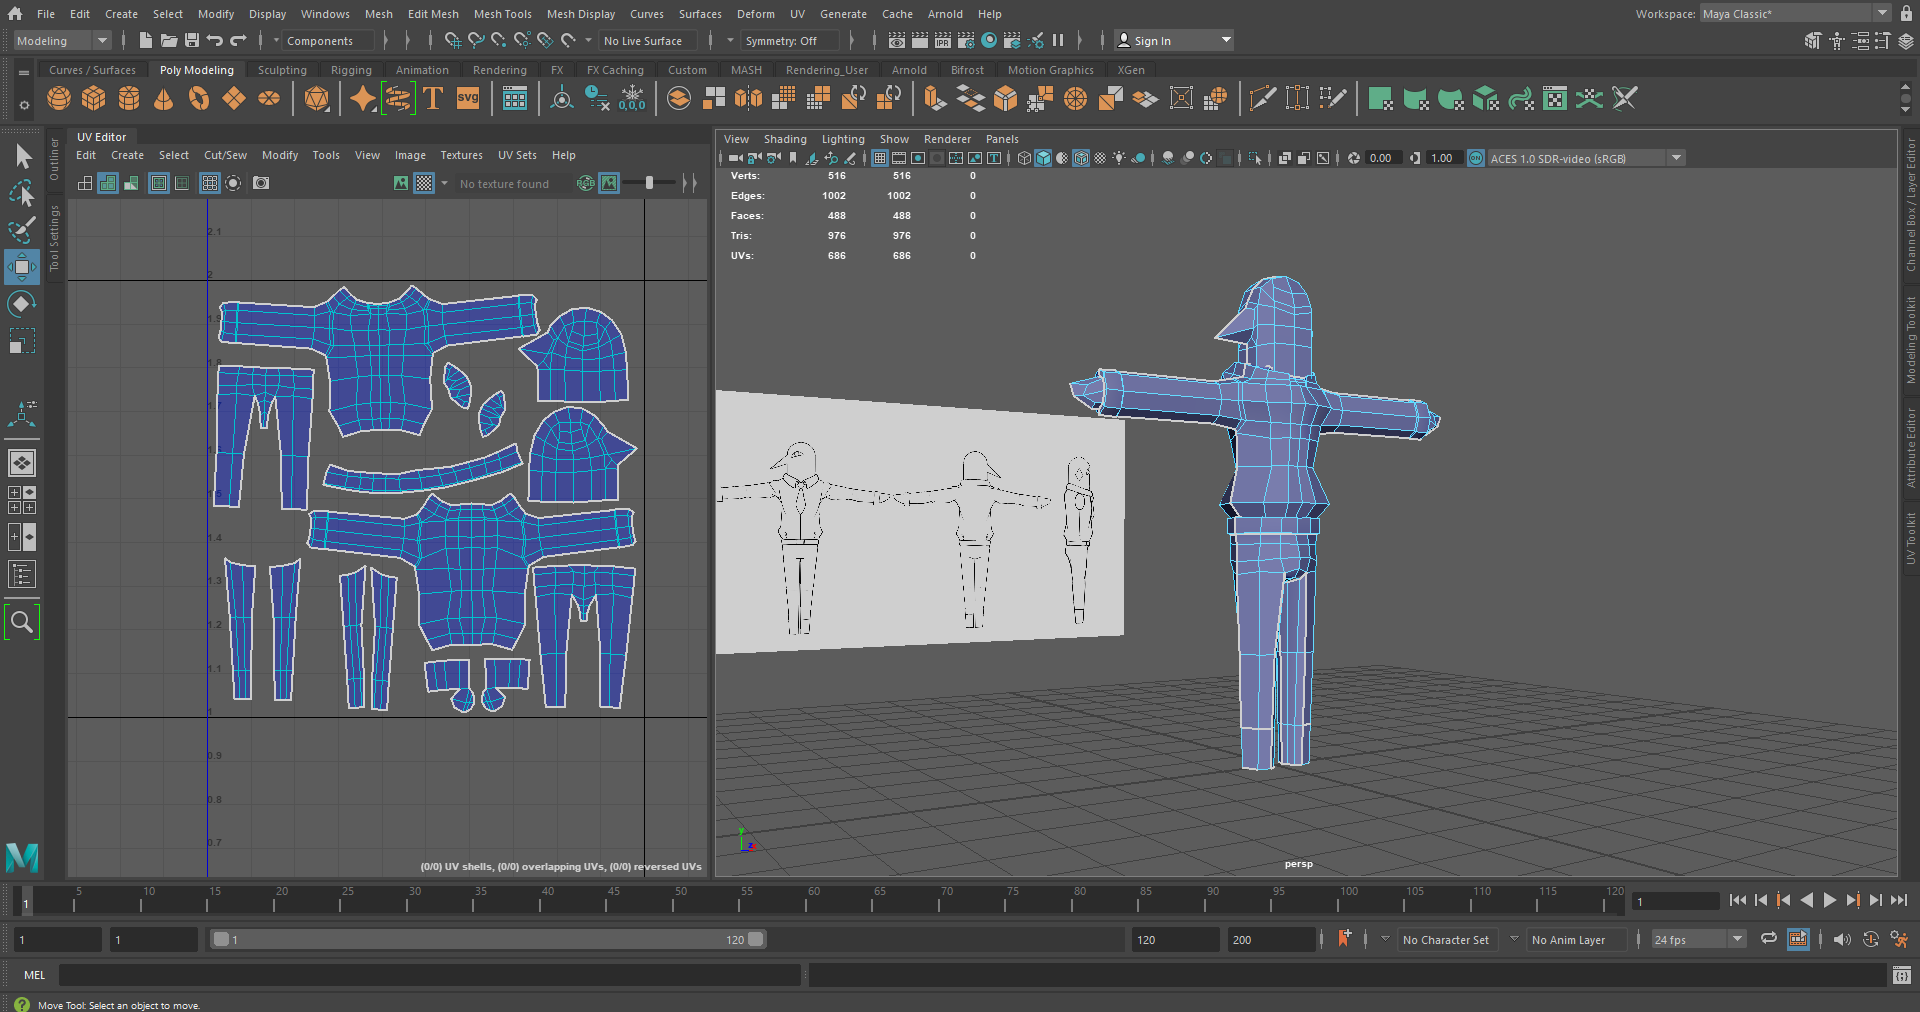 File Edit Create Select Modify Display Windows Mesh Edit Mesh Mesh Tools Mesh Display Curves Surfaces Deform UV Generate Cache Arnold Help Workspace: Maya Classic*
Modeling Components No Live Surface Symmetry: Off IPR Sign In
Curves / Surfaces Poly Modeling Sculpting Rigging Animation Rendering FX FX Caching Custom MASH Rendering_User Arnold Bifrost Motion Graphics XGen
T svg 0,0,0
UV Editor
Edit Create Select Cut/Sew Modify Tools View Image Textures UV Sets Help
No texture found RGB
Outliner
Tool Settings
2.1
2
1.9
1.8
1.7
1.6
1.5
1.4
1.3
1.2
1.1
1
0.9
0.8
0.7
(0/0) UV shells, (0/0) overlapping UVs, (0/0) reversed UVs
View Shading Lighting Show Renderer Panels
0.00 1.00 ON ACES 1.0 SDR-video (sRGB)
Verts: 516 516 0
Edges: 1002 1002 0
Faces: 488 488 0
Tris: 976 976 0
UVs: 686 686 0
y
z
persp
Channel Box / Layer Editor
Modeling Toolkit
Attribute Editor
UV Toolkit
M
1 5 10 15 20 25 30 35 40 45 50 55 60 65 70 75 80 85 90 95 100 105 110 115 120 1
1 1 1 120 120 200 No Character Set No Anim Layer 24 fps
MEL
Move Tool: Select an object to move.